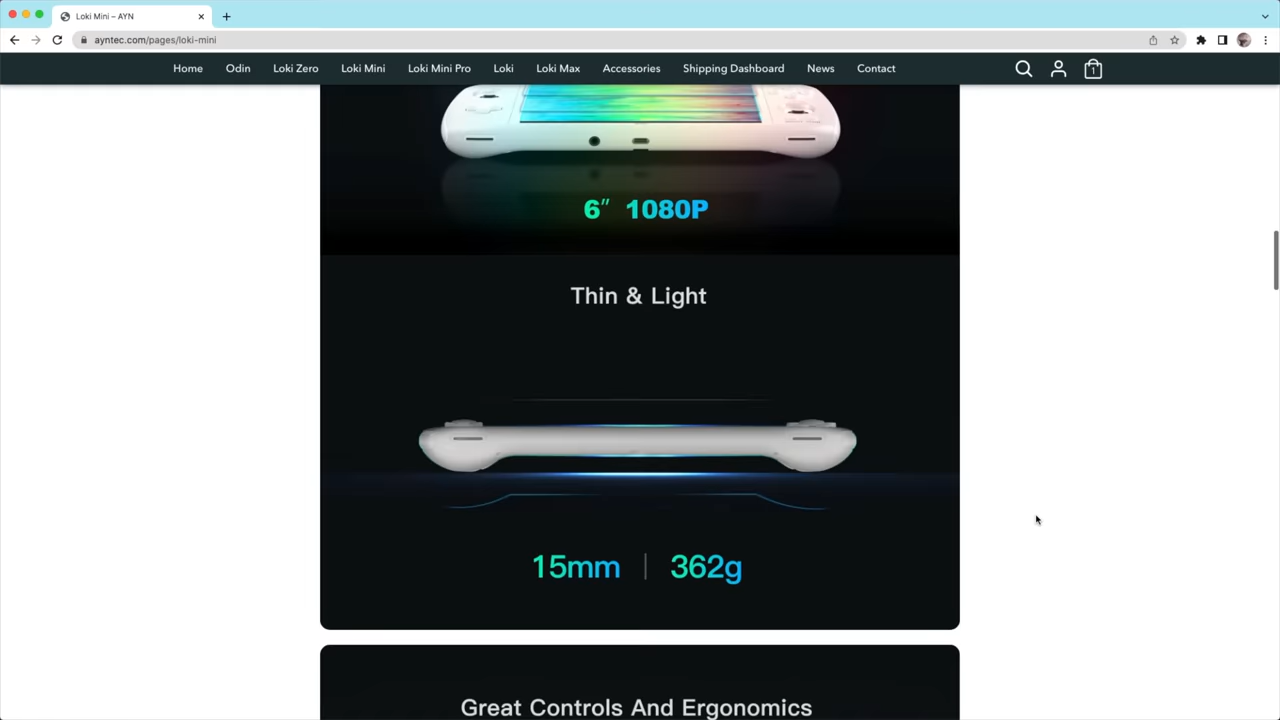 Loki Mini – AYN
ayntec.com/pages/loki-mini
Home Odin Loki Zero Loki Mini Loki Mini Pro Loki Loki Max Accessories Shipping Dashboard News Contact 1
6" 1080P
Thin & Light
15mm | 362g
Great Controls And Ergonomics